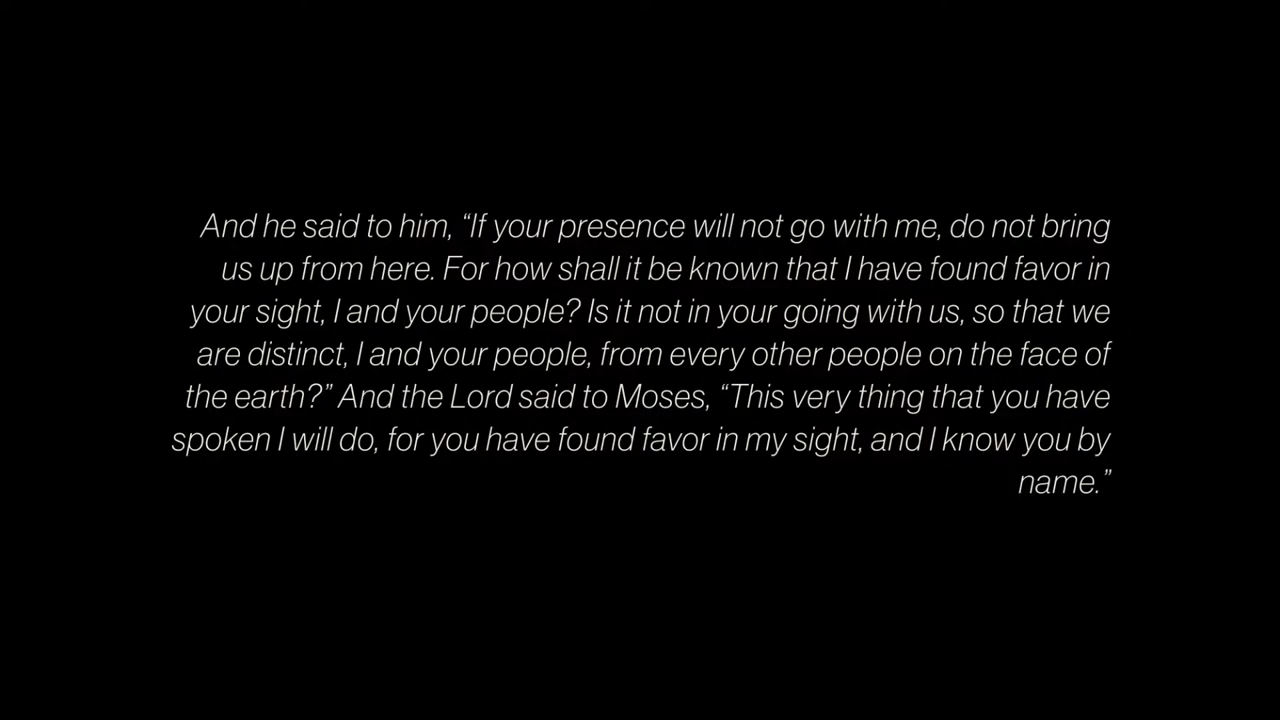 And he said to him, “If your presence will not go with me, do not bring
us up from here. For how shall it be known that I have found favor in
your sight, I and your people? Is it not in your going with us, so that we
are distinct, I and your people, from every other people on the face of
the earth?” And the Lord said to Moses, “This very thing that you have
spoken I will do, for you have found favor in my sight, and I know you by
name.”